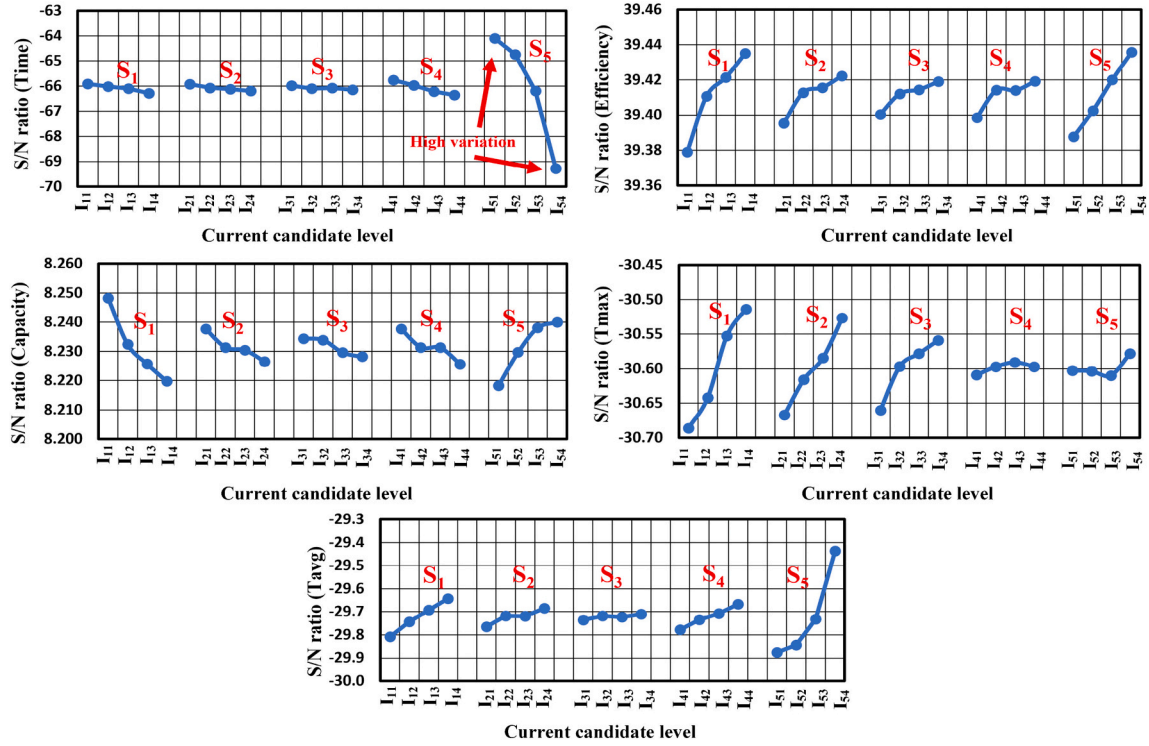 S/N ratio (Time)
-63
-64
-65
-66
-67
-68
-69
-70
S₁
S₂
S₃
S₄
S₅
High variation
I₁₁ I₁₂ I₁₃ I₁₄ I₂₁ I₂₂ I₂₃ I₂₄ I₃₁ I₃₂ I₃₃ I₃₄ I₄₁ I₄₂ I₄₃ I₄₄ I₅₁ I₅₂ I₅₃ I₅₄
Current candidate level
S/N ratio (Efficiency)
39.46
39.44
39.42
39.40
39.38
39.36
S₁
S₂
S₃
S₄
S₅
I₁₁ I₁₂ I₁₃ I₁₄ I₂₁ I₂₂ I₂₃ I₂₄ I₃₁ I₃₂ I₃₃ I₃₄ I₄₁ I₄₂ I₄₃ I₄₄ I₅₁ I₅₂ I₅₃ I₅₄
Current candidate level
S/N ratio (Capacity)
8.260
8.250
8.240
8.230
8.220
8.210
8.200
S₁
S₂
S₃
S₄
S₅
I₁₁ I₁₂ I₁₃ I₁₄ I₂₁ I₂₂ I₂₃ I₂₄ I₃₁ I₃₂ I₃₃ I₃₄ I₄₁ I₄₂ I₄₃ I₄₄ I₅₁ I₅₂ I₅₃ I₅₄
Current candidate level
S/N ratio (Tmax)
-30.45
-30.50
-30.55
-30.60
-30.65
-30.70
S₁
S₂
S₃
S₄
S₅
I₁₁ I₁₂ I₁₃ I₁₄ I₂₁ I₂₂ I₂₃ I₂₄ I₃₁ I₃₂ I₃₃ I₃₄ I₄₁ I₄₂ I₄₃ I₄₄ I₅₁ I₅₂ I₅₃ I₅₄
Current candidate level
S/N ratio (Tavg)
-29.3
-29.4
-29.5
-29.6
-29.7
-29.8
-29.9
-30.0
S₁
S₂
S₃
S₄
S₅
I₁₁ I₁₂ I₁₃ I₁₄ I₂₁ I₂₂ I₂₃ I₂₄ I₃₁ I₃₂ I₃₃ I₃₄ I₄₁ I₄₂ I₄₃ I₄₄ I₅₁ I₅₂ I₅₃ I₅₄
Current candidate level